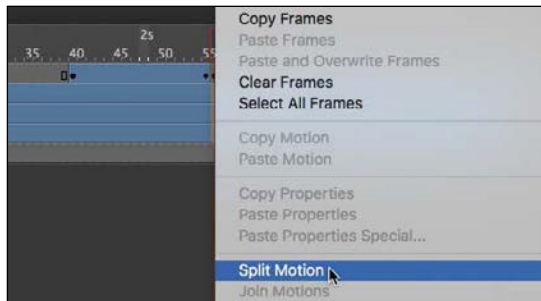 2s
35 40 45 50 55
Copy Frames
Paste Frames
Paste and Overwrite Frames
Clear Frames
Select All Frames
Copy Motion
Paste Motion
Copy Properties
Paste Properties
Paste Properties Special...
Split Motion
Join Motions